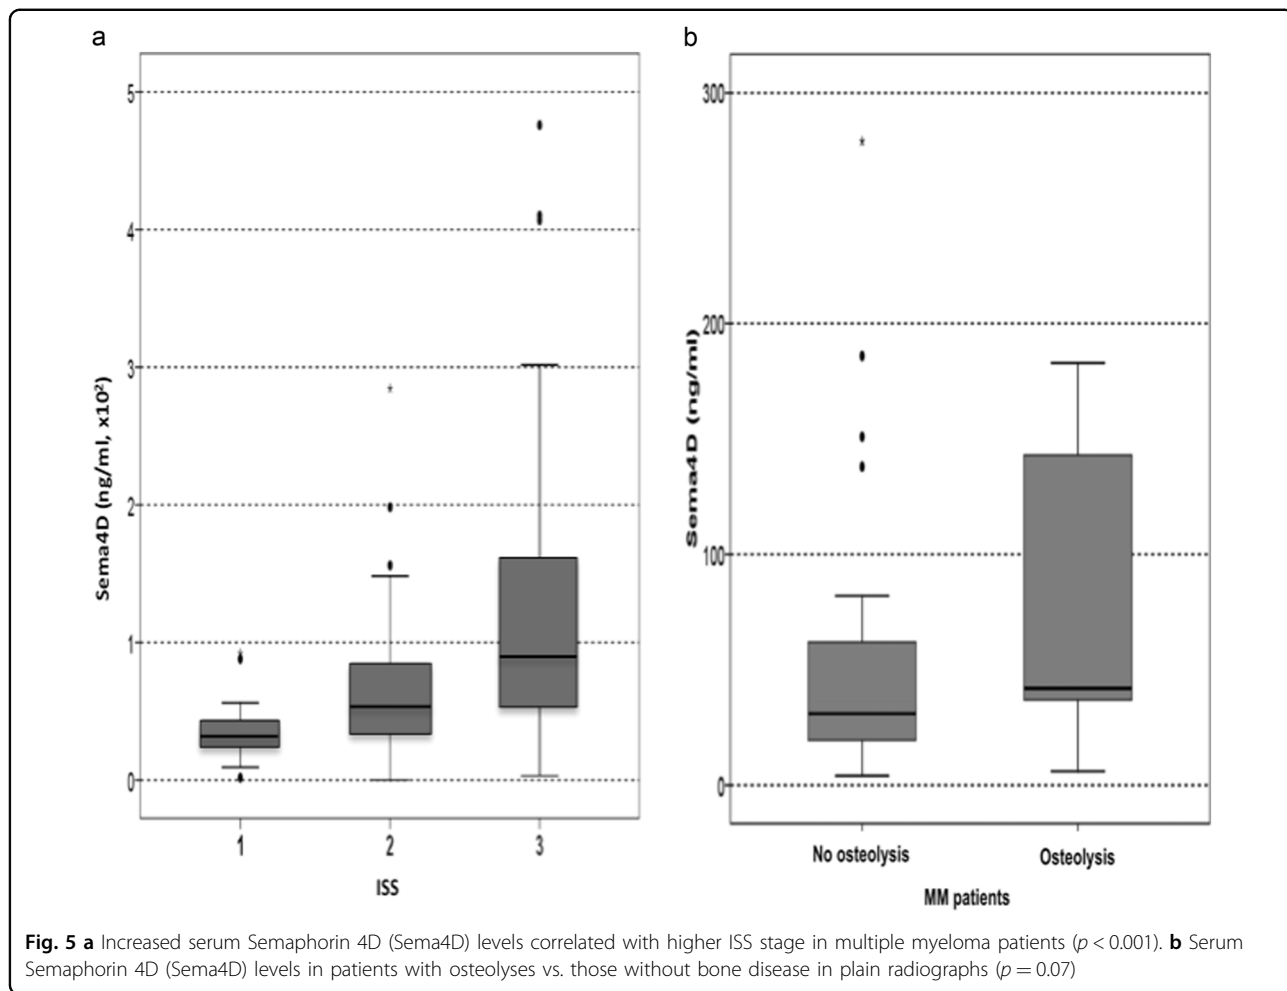 a
5
4
3
2
1
0
Sema4D (ng/ml, x10²)
1 2 3
ISS
b
300
200
100
0
Sema4D (ng/ml)
No osteolysis Osteolysis
MM patients
Fig. 5 a Increased serum Semaphorin 4D (Sema4D) levels correlated with higher ISS stage in multiple myeloma patients (p < 0.001). b Serum
Semaphorin 4D (Sema4D) levels in patients with osteolyses vs. those without bone disease in plain radiographs (p = 0.07)